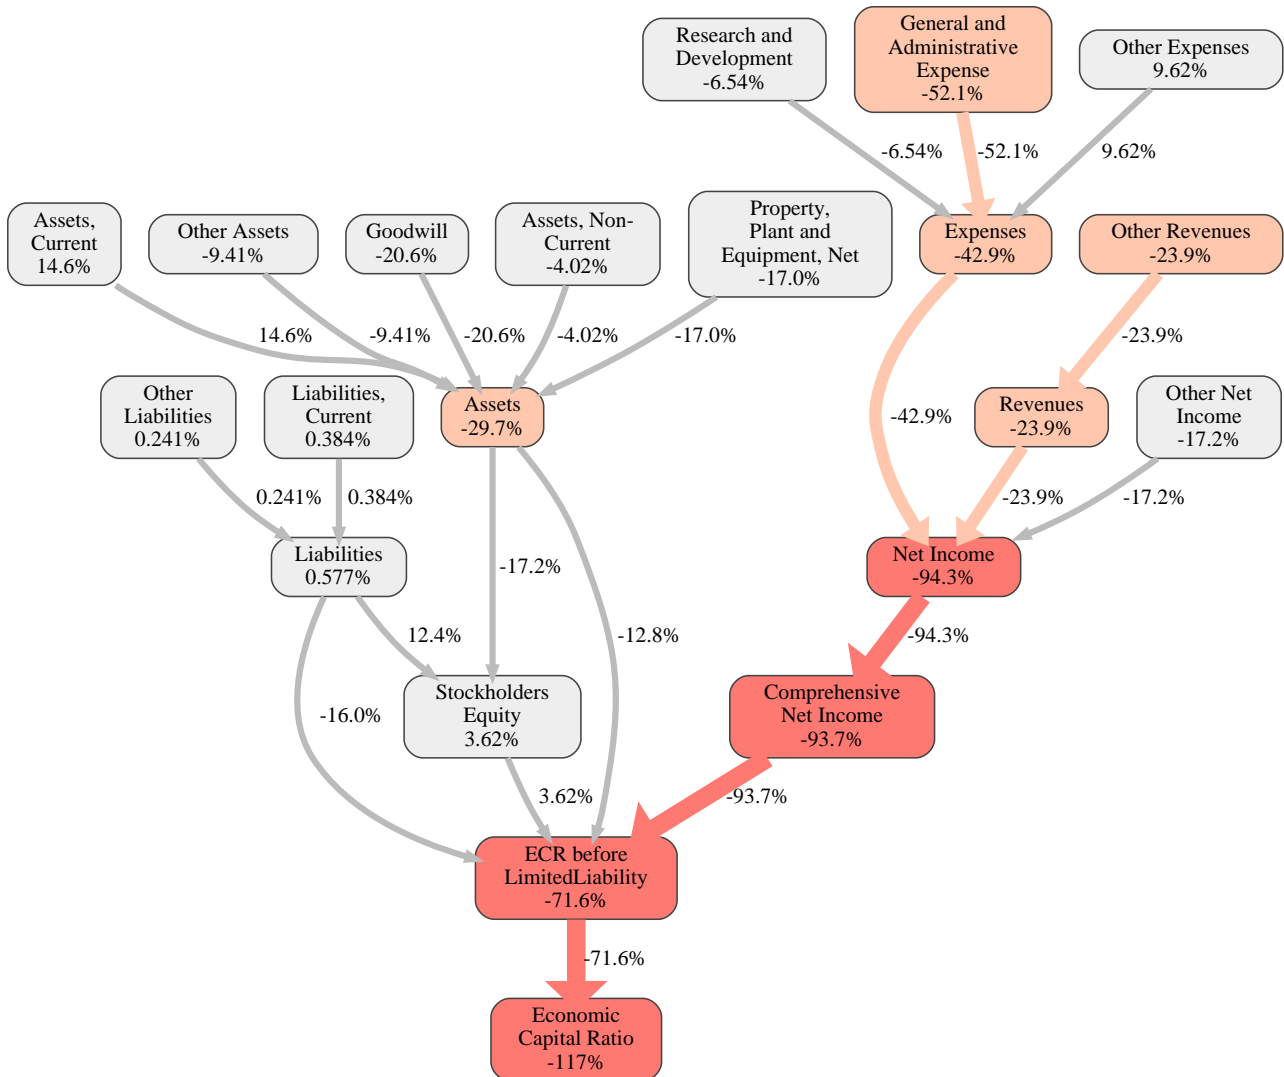 Research and
Development
-6.54%
General and
Administrative
Expense
-52.1%
Other Expenses
9.62%
-6.54%
-52.1%
9.62%
Assets,
Current
14.6%
Other Assets
-9.41%
Goodwill
-20.6%
Assets, Non-
Current
-4.02%
Property,
Plant and
Equipment, Net
-17.0%
Expenses
-42.9%
Other Revenues
-23.9%
14.6%
-9.41%
-20.6%
-4.02%
-17.0%
-23.9%
Other
Liabilities
0.241%
Liabilities,
Current
0.384%
Assets
-29.7%
-42.9%
Revenues
-23.9%
Other Net
Income
-17.2%
0.241%
0.384%
-23.9%
-17.2%
Liabilities
0.577%
-17.2%
Net Income
-94.3%
12.4%
-12.8%
-94.3%
-16.0%
Stockholders
Equity
3.62%
Comprehensive
Net Income
-93.7%
3.62%
-93.7%
ECR before
LimitedLiability
-71.6%
-71.6%
Economic
Capital Ratio
-117%